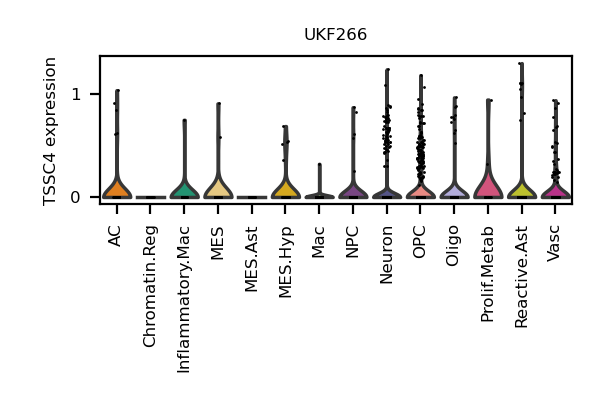 UKF266
TSSC4 expression
1
0
AC
Chromatin.Reg
Inflammatory.Mac
MES
MES.Ast
MES.Hyp
Mac
NPC
Neuron
OPC
Oligo
Prolif.Metab
Reactive.Ast
Vasc